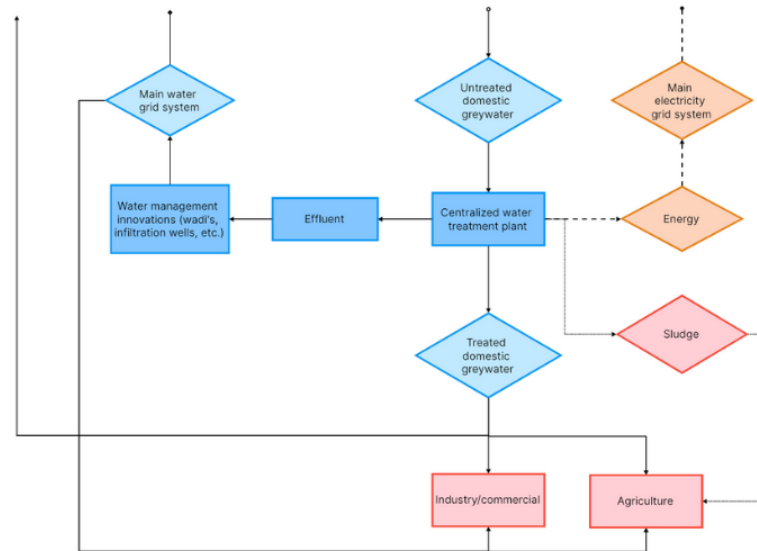 Main water
grid system
Untreated
domestic
greywater
Main
electricity
grid system
Water management
innovations (wadi's,
infiltration wells, etc.)
Effluent
Centralized water
treatment plant
Energy
Treated
domestic
greywater
Sludge
Industry/commercial
Agriculture